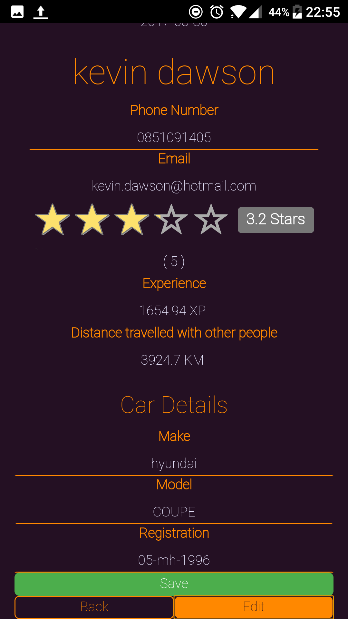 44% 22:55
kevin dawson
Phone Number
0851091405
Email
kevin.dawson@hotmail.com
3.2 Stars
( 5 )
Experience
1654.94 XP
Distance travelled with other people
3924.7 KM
Car Details
Make
hyundai
Model
COUPE
Registration
05-mh-1996
Save
Back Edit